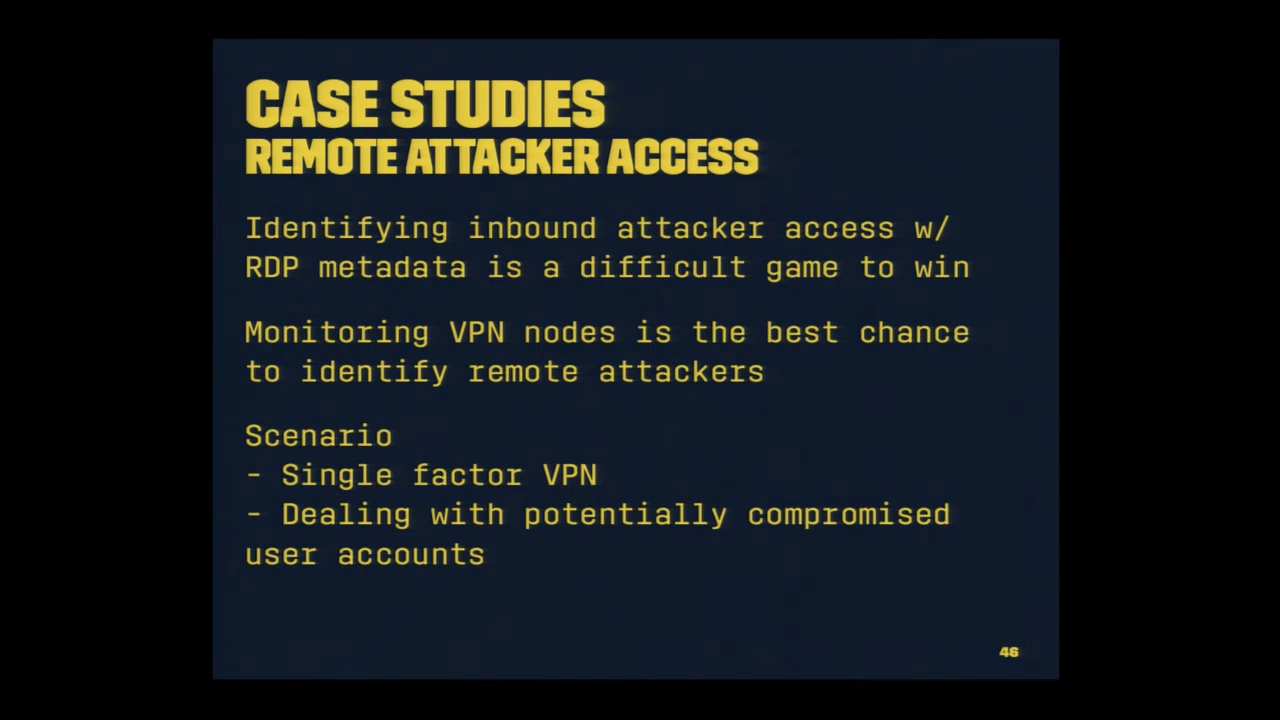 CASE STUDIES
REMOTE ATTACKER ACCESS
Identifying inbound attacker access w/
RDP metadata is a difficult game to win
Monitoring VPN nodes is the best chance
to identify remote attackers
Scenario
- Single factor VPN
- Dealing with potentially compromised
user accounts
46